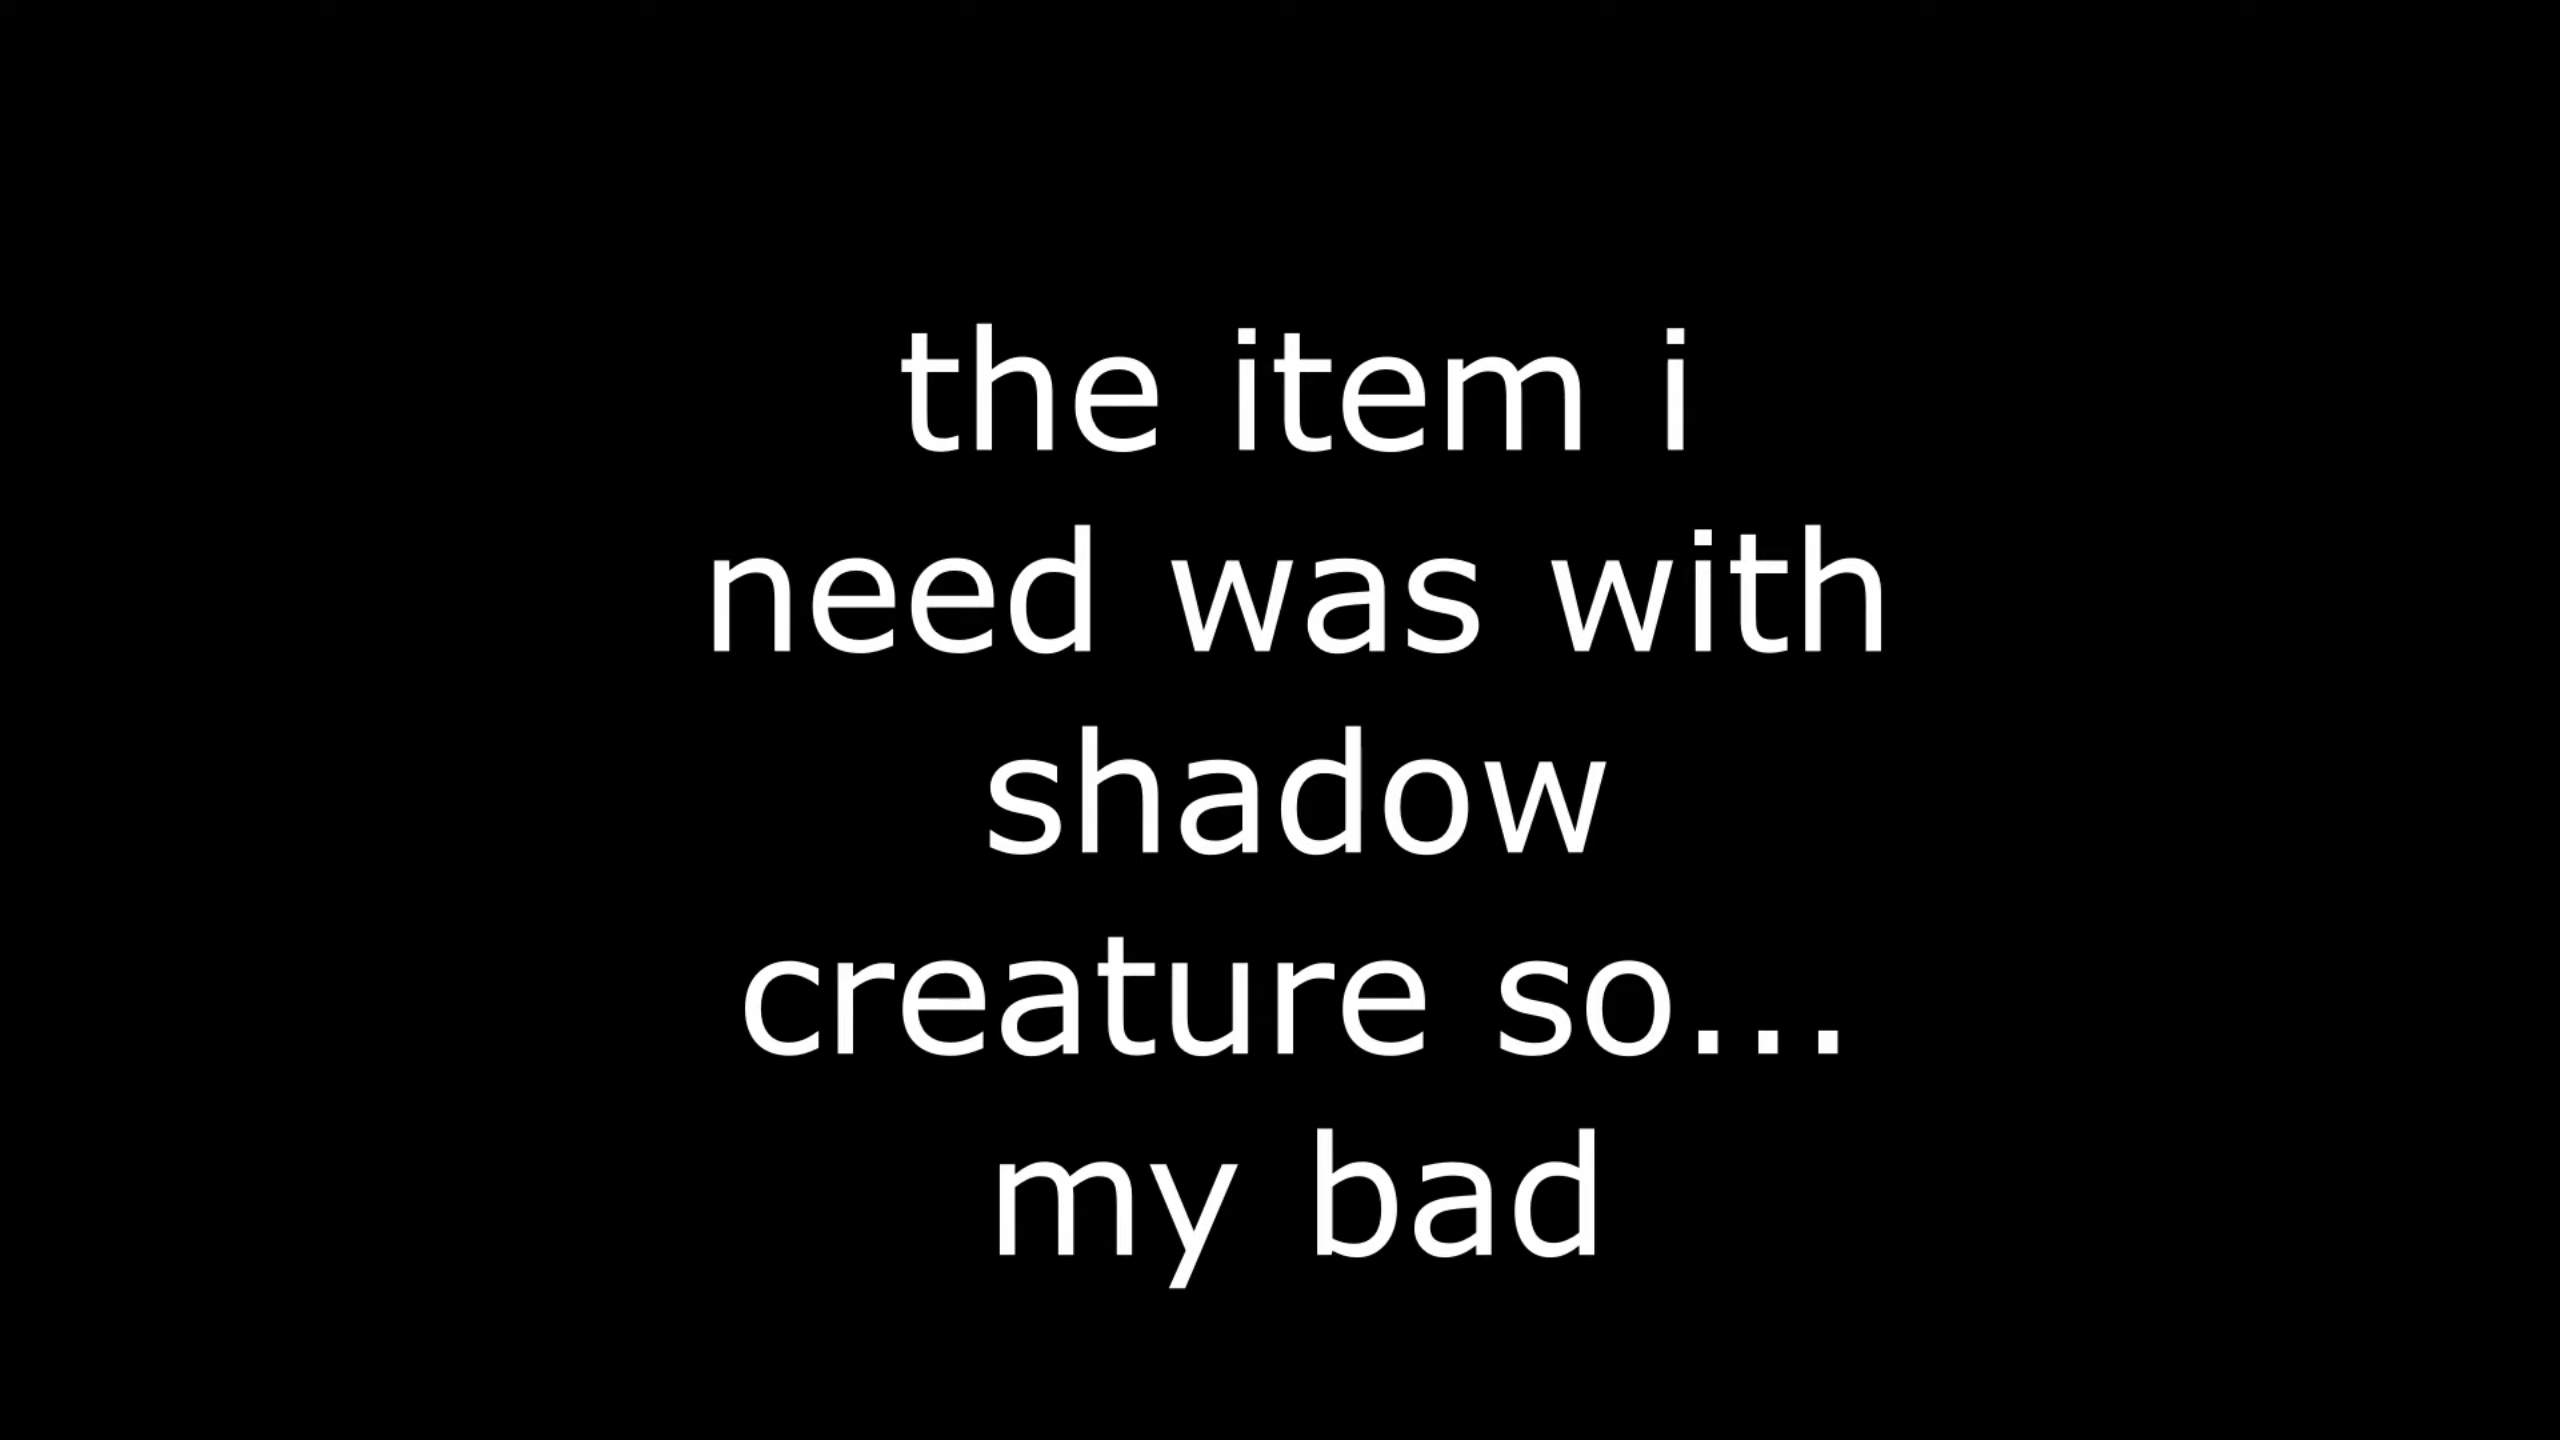 the item i
need was with
shadow
creature so...
my bad